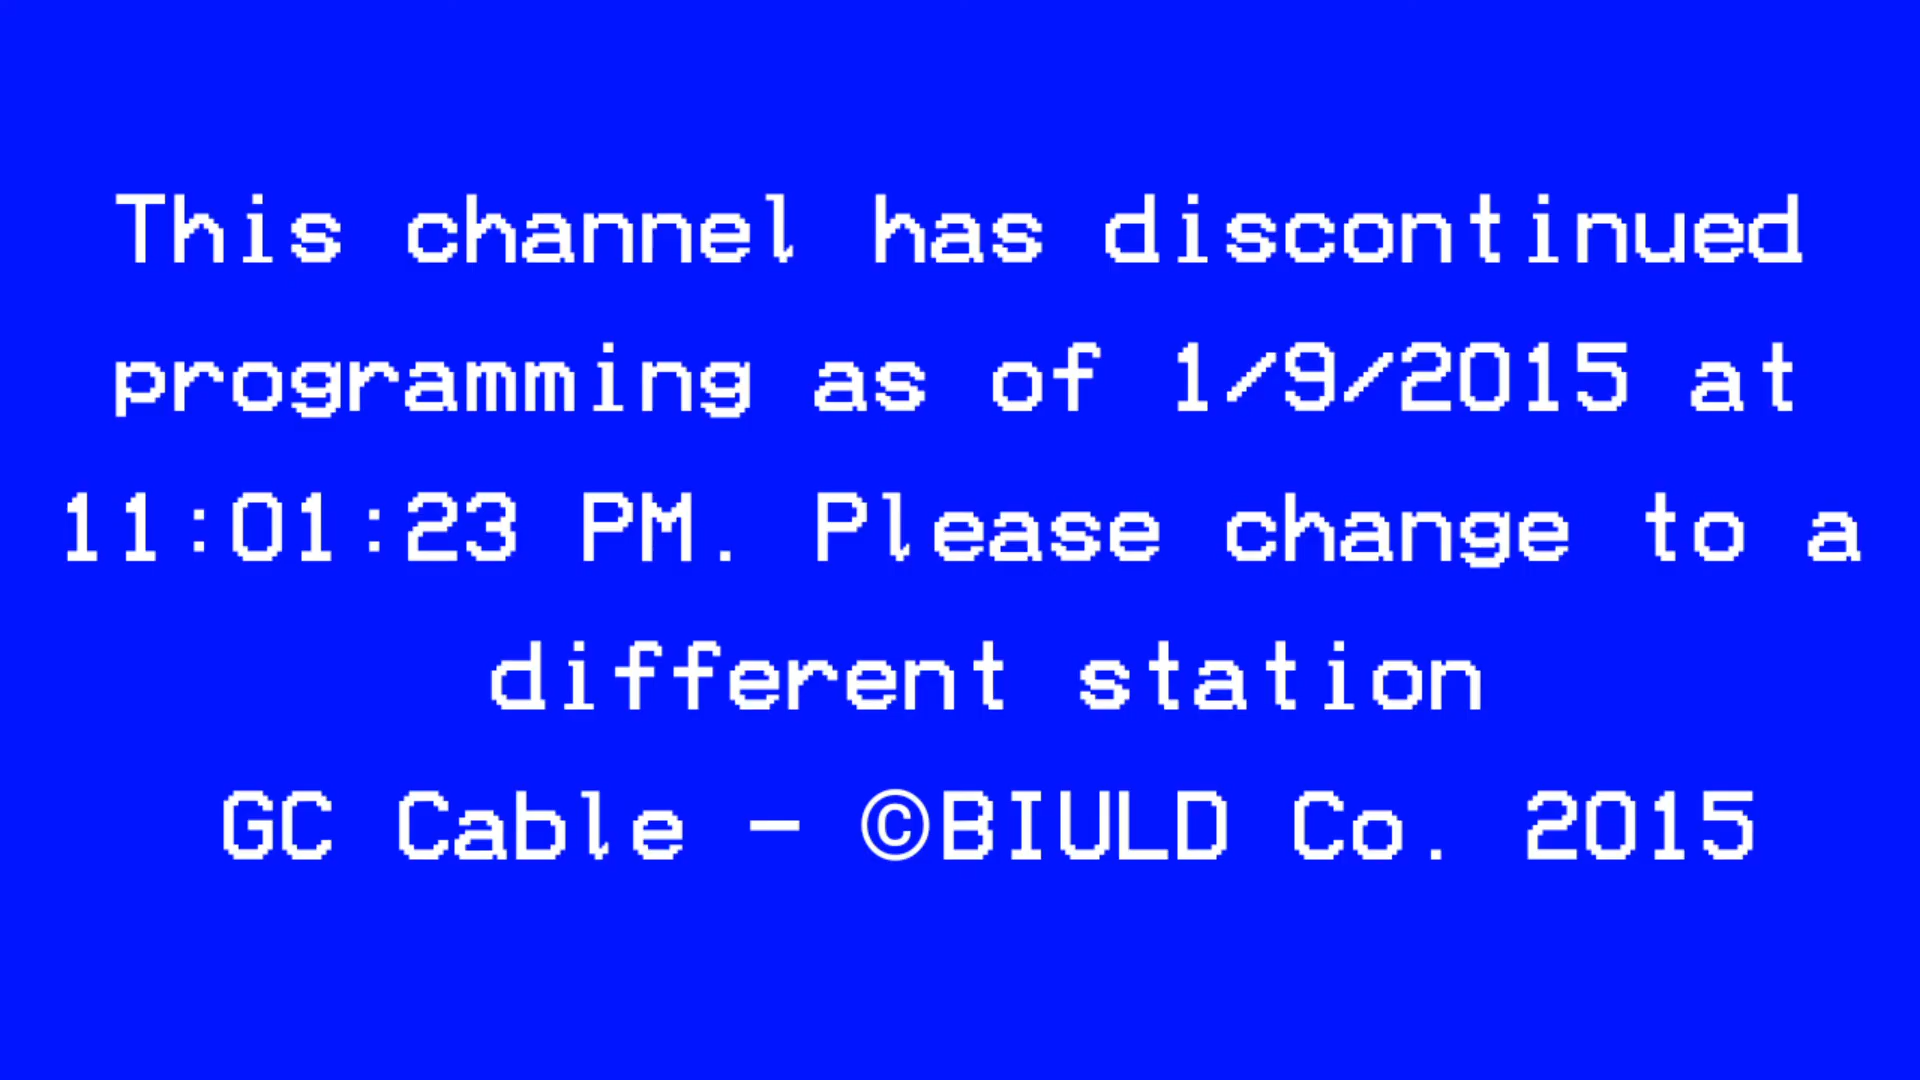 This channel has discontinued
programming as of 1/9/2015 at
11:01:23 PM. Please change to a
different station
GC Cable - ©BIULD Co. 2015